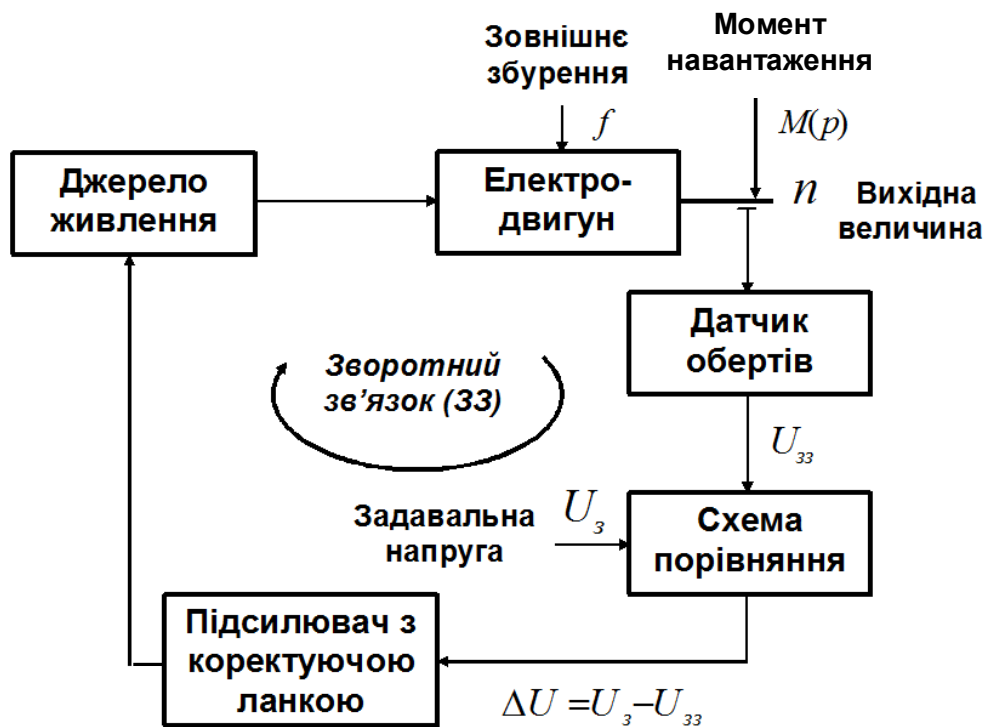 Зовнішнє
збурення
Момент
навантаження
f
M(p)
Джерело
живлення
Електро-
двигун
n
Вихідна
величина
Датчик
обертів
Зворотний
зв’язок (ЗЗ)
U_зз
Задавальна
напруга
U_з
Схема
порівняння
Підсилювач з
коректуючою
ланкою
ΔU=U_з−U_зз